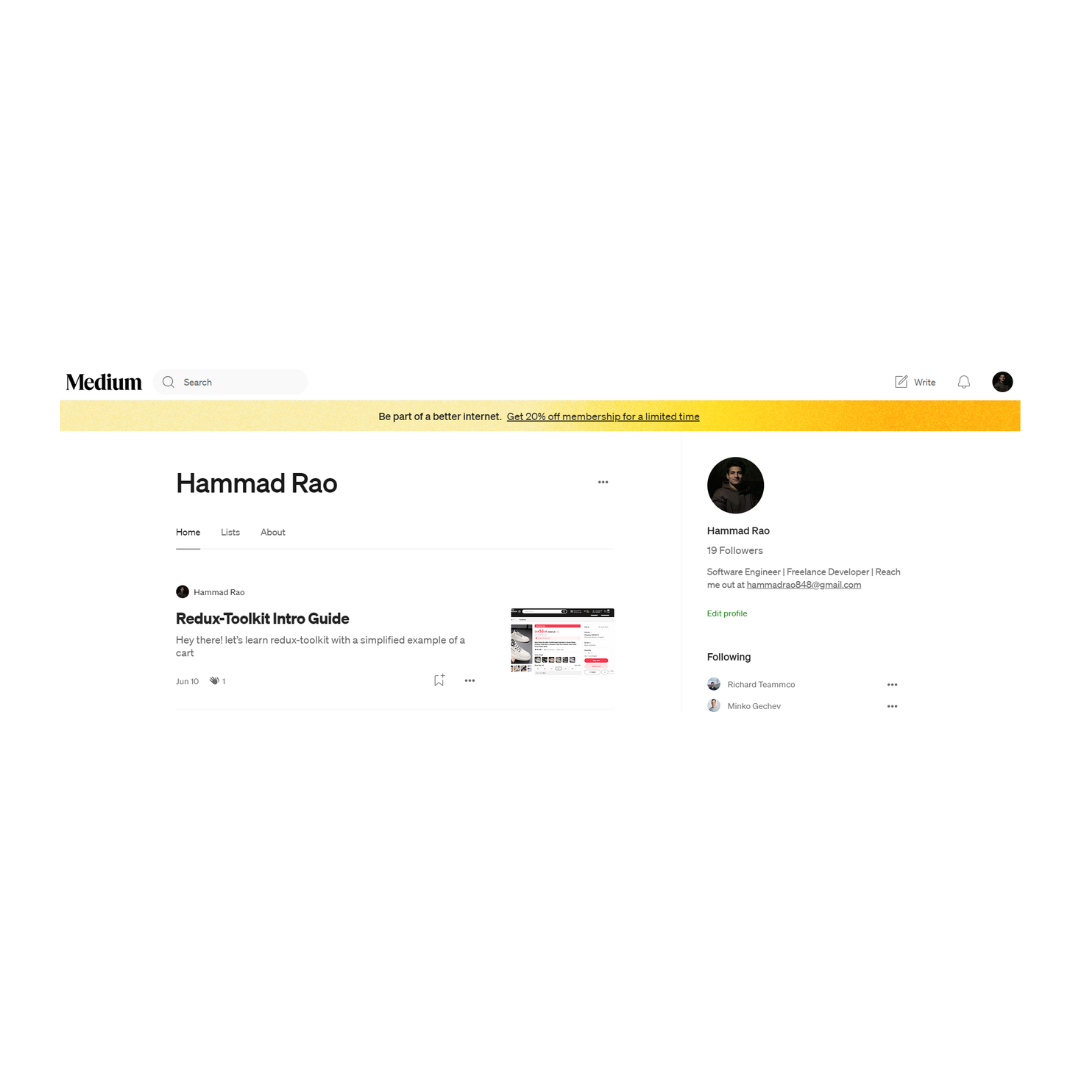 Medium
Search
Write
Be part of a better internet. Get 20% off membership for a limited time
Hammad Rao
Home Lists About
Hammad Rao
Redux-Toolkit Intro Guide
Hey there! let's learn redux-toolkit with a simplified example of a
cart
Jun 10 1
Hammad Rao
19 Followers
Software Engineer | Freelance Developer | Reach
me out at hammadrao848@gmail.com
Edit profile
Following
Richard Teammco
Minko Gechev